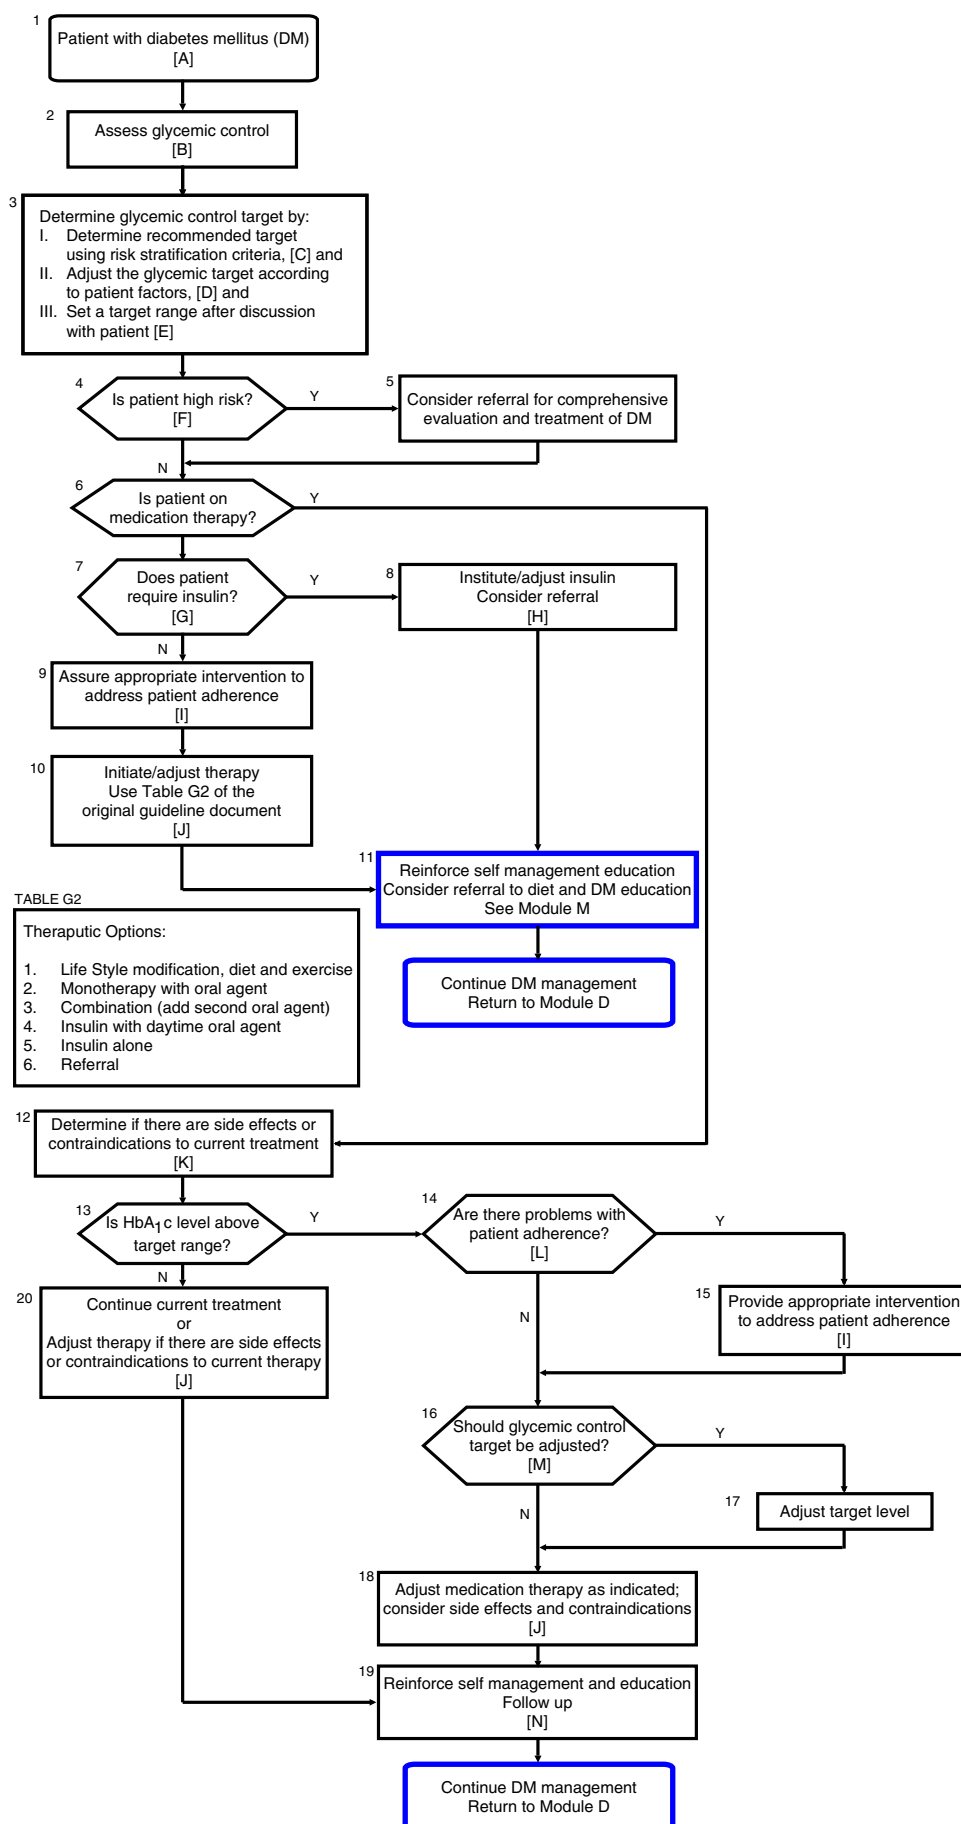 1
Patient with diabetes mellitus (DM)
[A]
2
Assess glycemic control
[B]
3
Determine glycemic control target by:
I. Determine recommended target
using risk stratification criteria, [C] and
II. Adjust the glycemic target according
to patient factors, [D] and
III. Set a target range after discussion
with patient [E]
4
Is patient high risk?
[F]
Y
5
Consider referral for comprehensive
evaluation and treatment of DM
N
6
Is patient on
medication therapy?
Y
7
Does patient
require insulin?
[G]
Y
8
Institute/adjust insulin
Consider referral
[H]
N
9
Assure appropriate intervention to
address patient adherence
[I]
10
Initiate/adjust therapy
Use Table G2 of the
original guideline document
[J]
11
Reinforce self management education
Consider referral to diet and DM education
See Module M
Continue DM management
Return to Module D
TABLE G2
Theraputic Options:
1. Life Style modification, diet and exercise
2. Monotherapy with oral agent
3. Combination (add second oral agent)
4. Insulin with daytime oral agent
5. Insulin alone
6. Referral
12
Determine if there are side effects or
contraindications to current treatment
[K]
13
Is HbA1c level above
target range?
Y
14
Are there problems with
patient adherence?
[L]
Y
15
Provide appropriate intervention
to address patient adherence
[I]
N
N
20
Continue current treatment
or
Adjust therapy if there are side effects
or contraindications to current therapy
[J]
16
Should glycemic control
target be adjusted?
[M]
Y
17
Adjust target level
N
18
Adjust medication therapy as indicated;
consider side effects and contraindications
[J]
19
Reinforce self management and education
Follow up
[N]
Continue DM management
Return to Module D